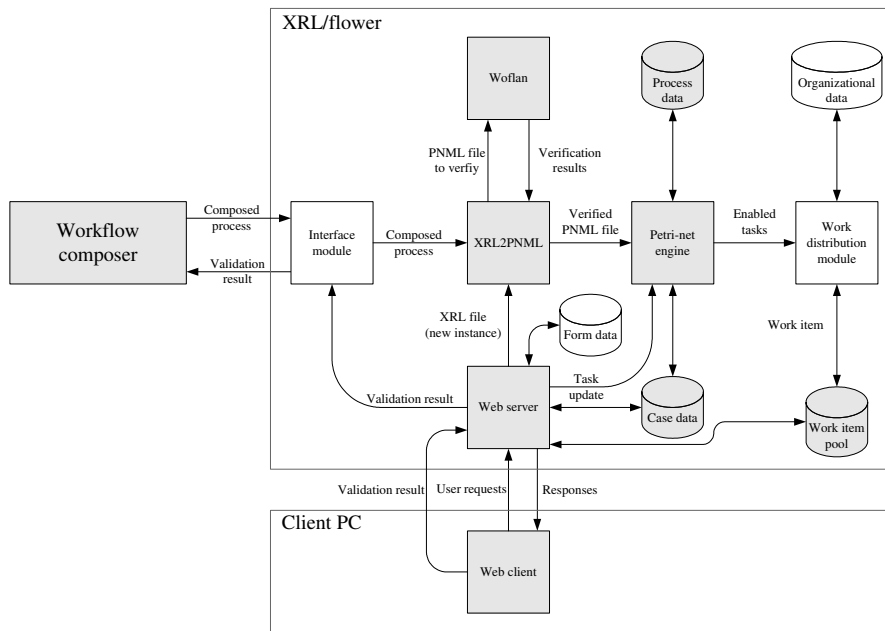 XRL/flower
Woflan
Process
data
Organizational
data
PNML file
to verfiy
Verification
results
Workflow
composer
Composed
process
Validation
result
Interface
module
Composed
process
XRL2PNML
Verified
PNML file
Petri-net
engine
Enabled
tasks
Work
distribution
module
XRL file
(new instance)
Form data
Work item
Validation result
Web server
Task
update
Case data
Work item
pool
Validation result
User requests
Responses
Client PC
Web client